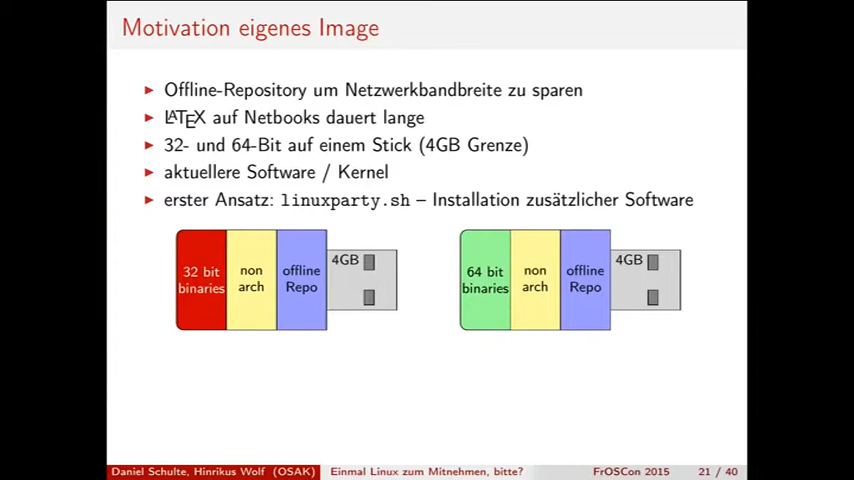 Motivation eigenes Image
Offline-Repository um Netzwerkbandbreite zu sparen
LATEX auf Netbooks dauert lange
32- und 64-Bit auf einem Stick (4GB Grenze)
aktuellere Software / Kernel
erster Ansatz: linuxparty.sh – Installation zusätzlicher Software
32 bit
binaries
non
arch
offline
Repo
4GB
64 bit
binaries
non
arch
offline
Repo
4GB
Daniel Schulte, Hinrikus Wolf (OSAK) Einmal Linux zum Mitnehmen, bitte? FrOSCon 2015 21 / 40